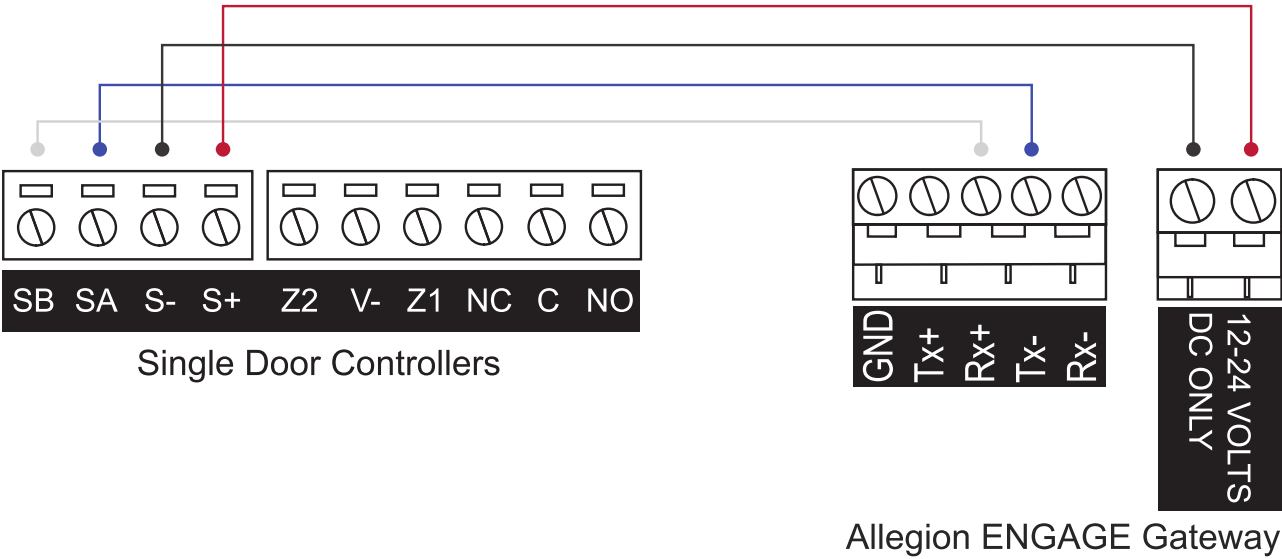 SB SA S- S+ Z2 V- Z1 NC C NO
Single Door Controllers
GND
Tx+
Rx+
Tx-
Rx-
12-24 VOLTS
DC ONLY
Allegion ENGAGE Gateway